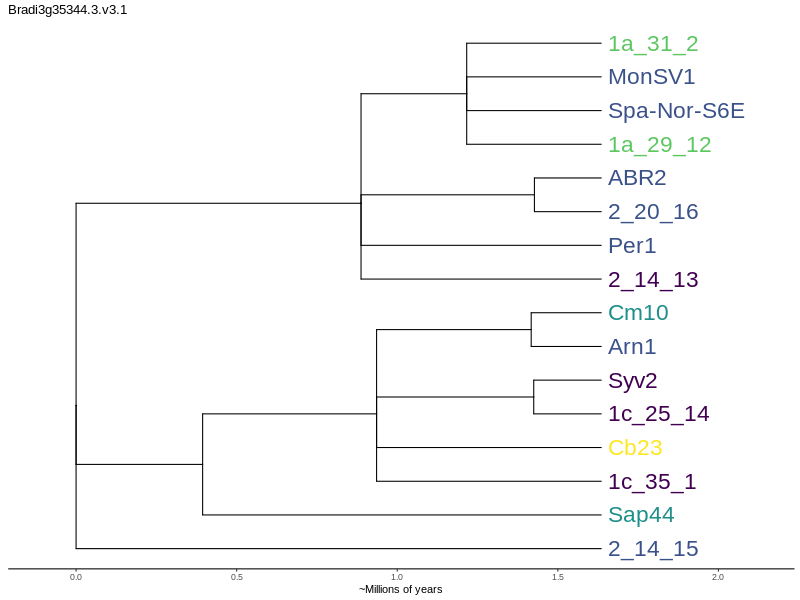 Bradi3g35344.3.v3.1
1a_31_2
MonSV1
Spa-Nor-S6E
1a_29_12
ABR2
2_20_16
Per1
2_14_13
Cm10
Arn1
Syv2
1c_25_14
Cb23
1c_35_1
Sap44
2_14_15
0.0 0.5 1.0 1.5 2.0
~Millions of years